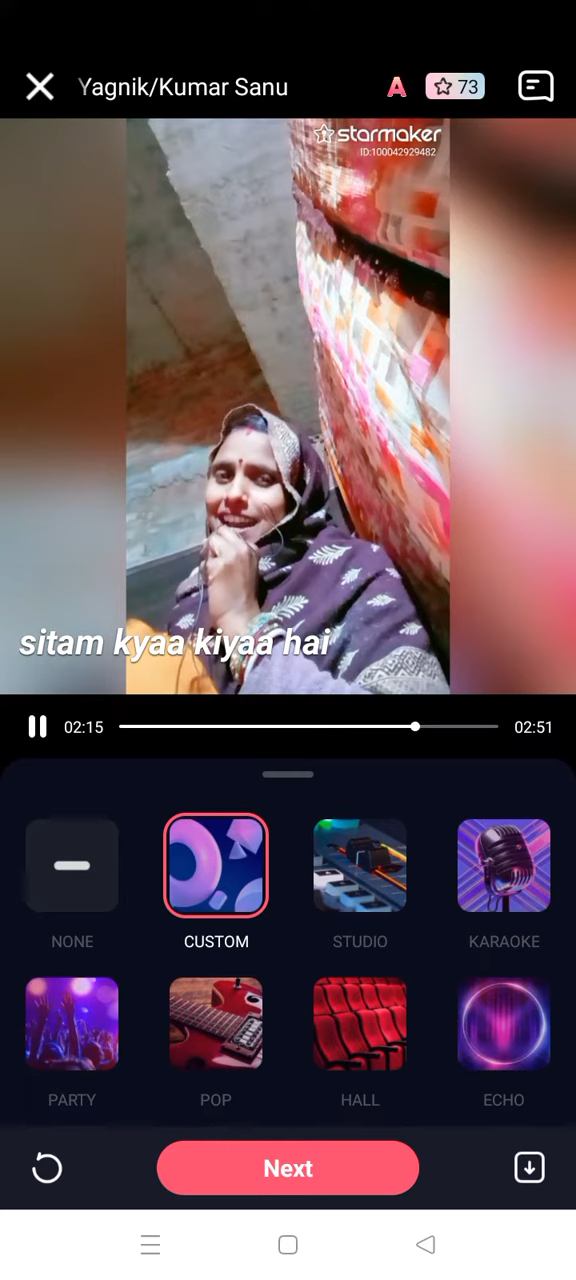 Yagnik/Kumar Sanu
A
73
starmaker
ID:100042929482
sitam kyaa kiyaa hai
02:15
02:51
NONE
CUSTOM
STUDIO
KARAOKE
PARTY
POP
HALL
ECHO
Next